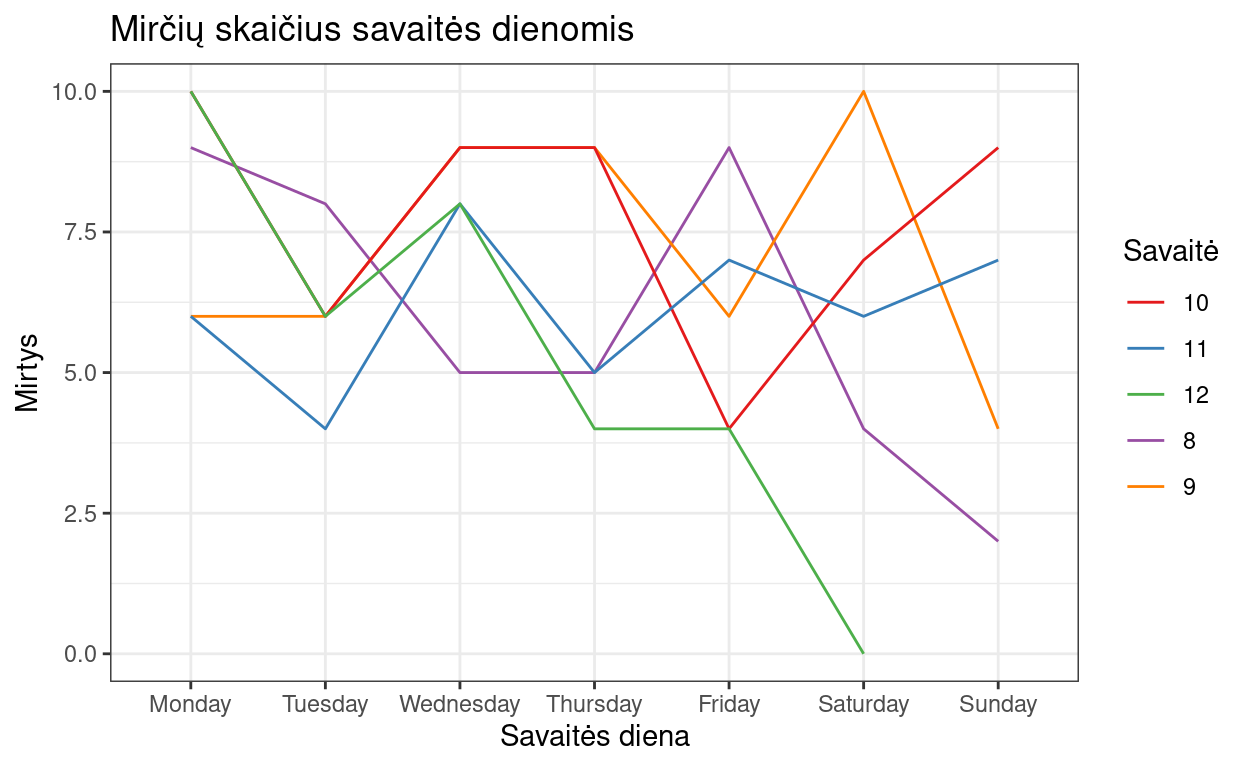 Mirčių skaičius savaitės dienomis
10.0
7.5
5.0
2.5
0.0
Mirtys
Monday Tuesday Wednesday Thursday Friday Saturday Sunday
Savaitės diena
Savaitė
10
11
12
8
9